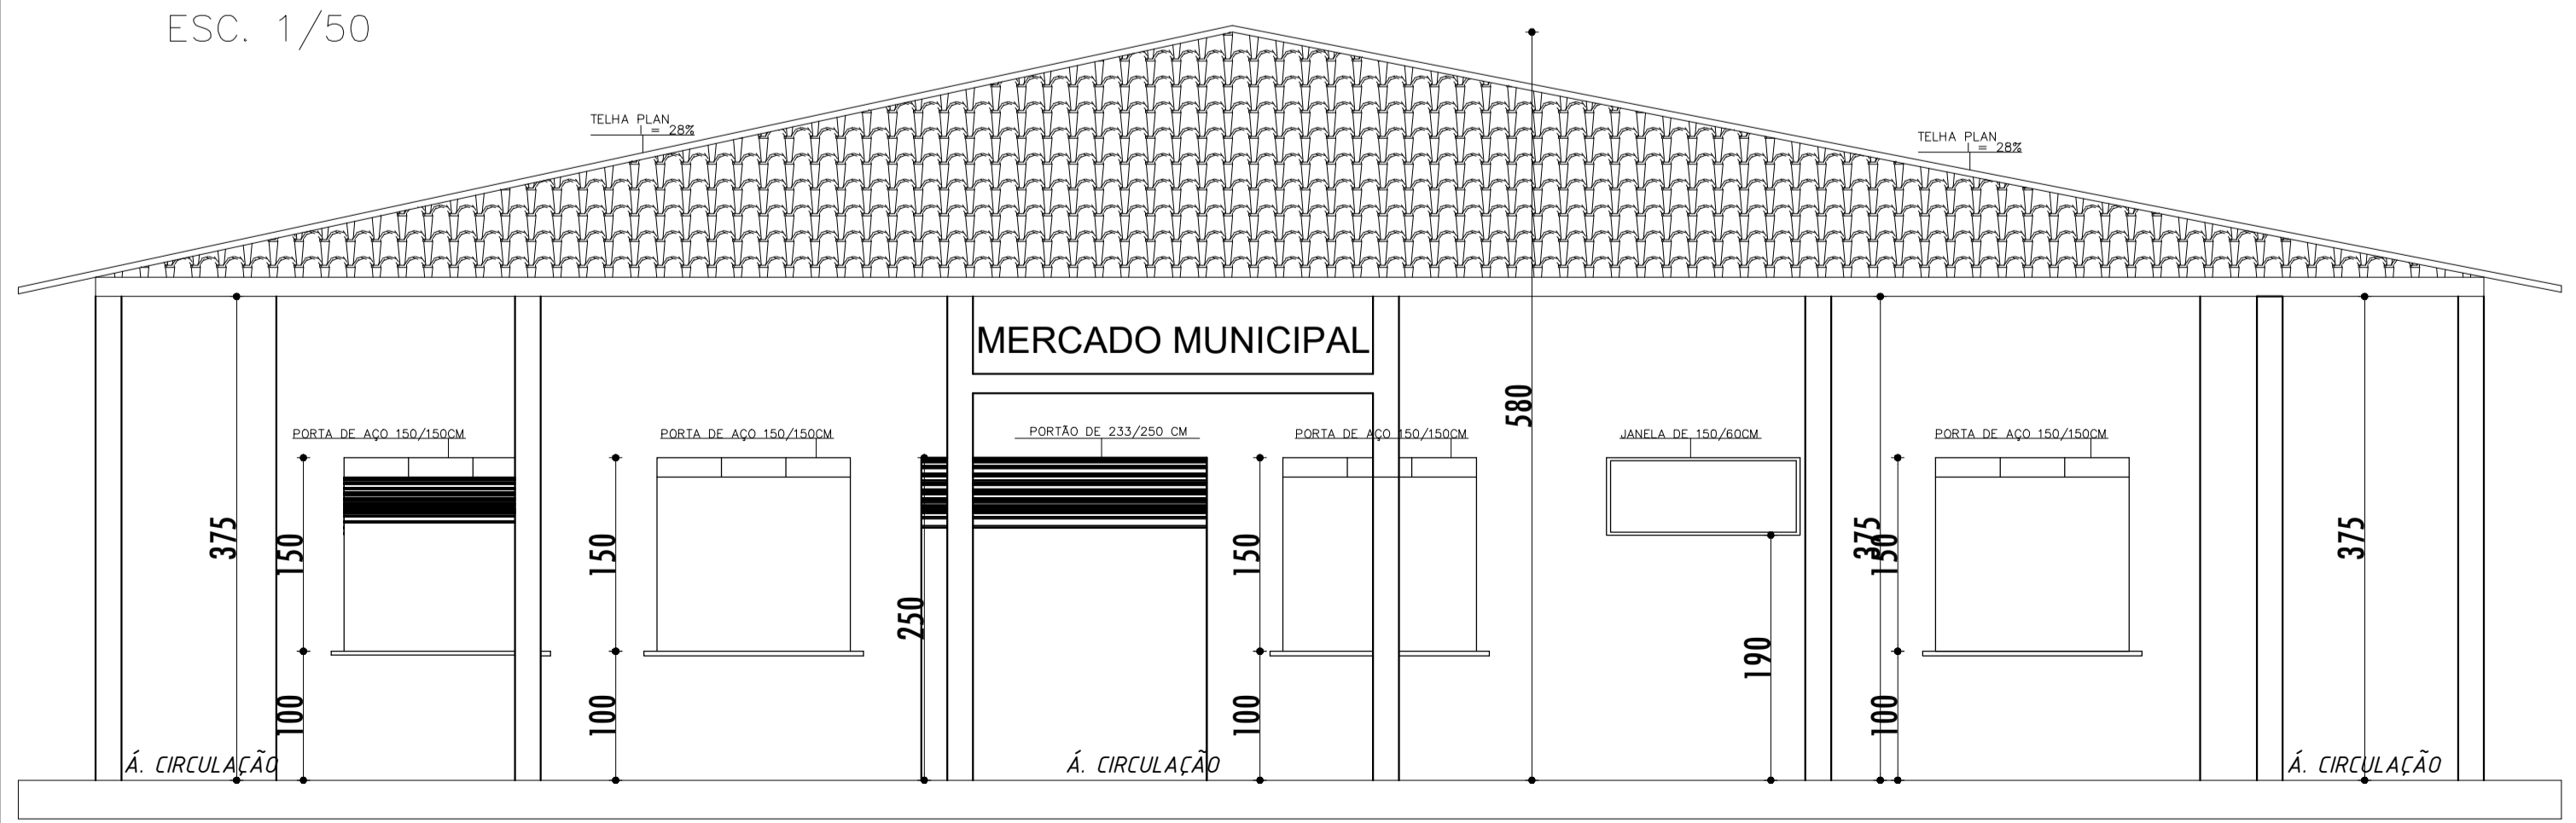 ESC. 1/50
TELHA PLAN
I = 28%
TELHA PLAN
I = 28%
MERCADO MUNICIPAL
PORTA DE AÇO 150/150CM
PORTA DE AÇO 150/150CM
PORTÃO DE 233/250 CM
PORTA DE AÇO 150/150CM
JANELA DE 150/60CM
PORTA DE AÇO 150/150CM
580
375
150
150
250
150
190
375
150
375
100
100
100
100
Á. CIRCULAÇÃO
Á. CIRCULAÇÃO
Á. CIRCULAÇÃO